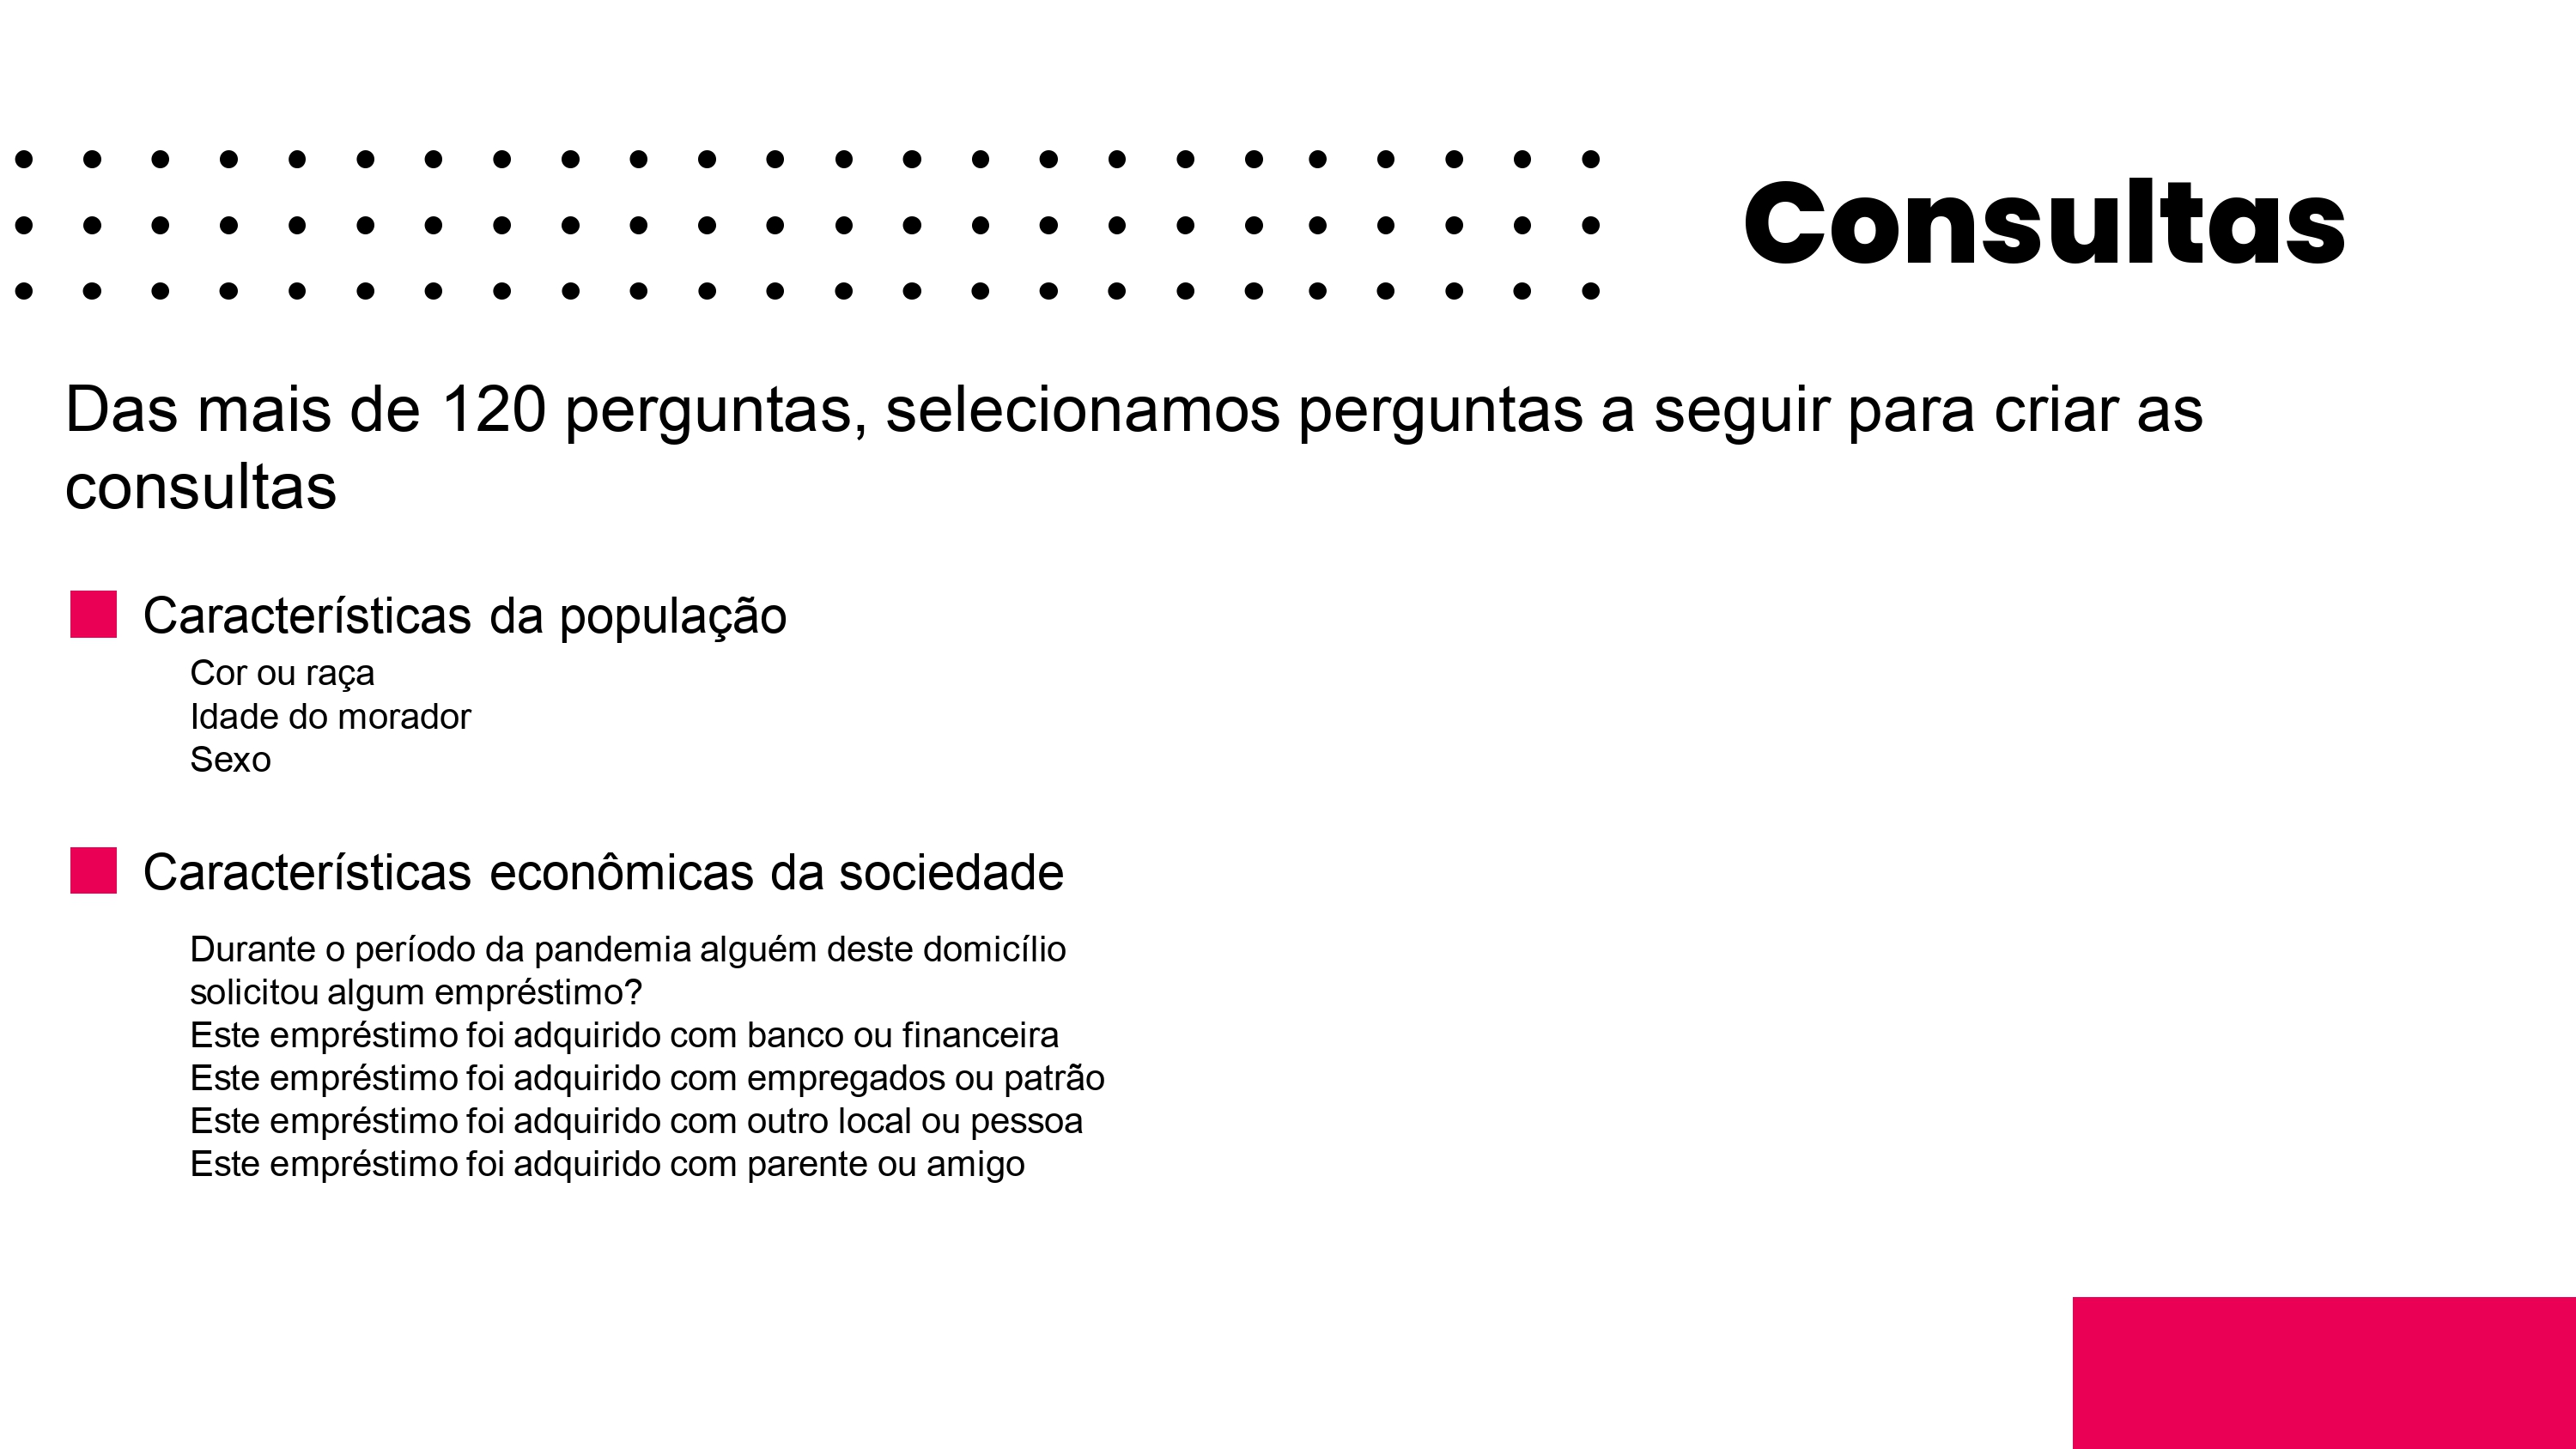 Consultas
Das mais de 120 perguntas, selecionamos perguntas a seguir para criar as
consultas
Características da população
Cor ou raça
Idade do morador
Sexo
Características econômicas da sociedade
Durante o período da pandemia alguém deste domicílio
solicitou algum empréstimo?
Este empréstimo foi adquirido com banco ou financeira
Este empréstimo foi adquirido com empregados ou patrão
Este empréstimo foi adquirido com outro local ou pessoa
Este empréstimo foi adquirido com parente ou amigo